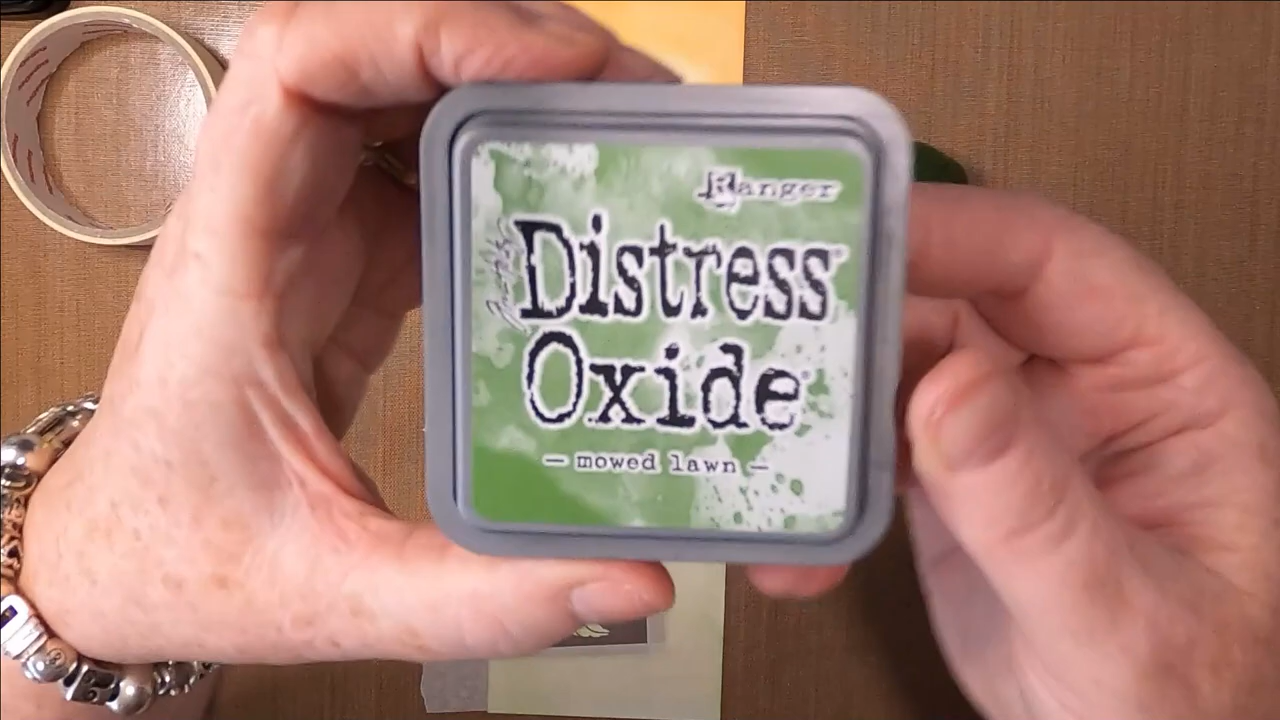 Ranger
Distress®
Oxide®
— mowed lawn —